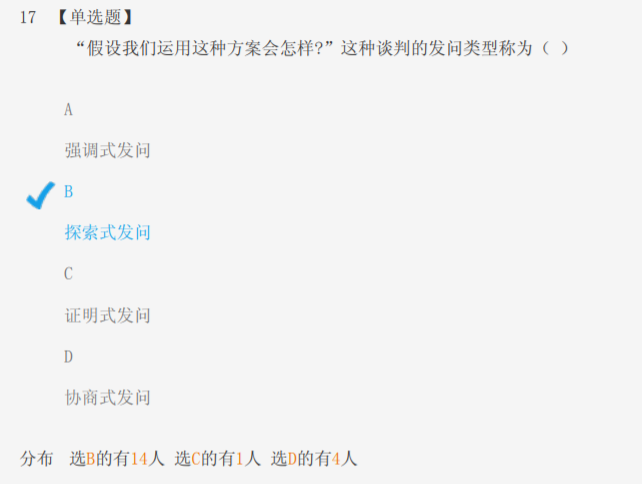 17 【单选题】
“假设我们运用这种方案会怎样?”这种谈判的发问类型称为（ ）
A
强调式发问
B
探索式发问
C
证明式发问
D
协商式发问
分布 选B的有14人 选C的有1人 选D的有4人